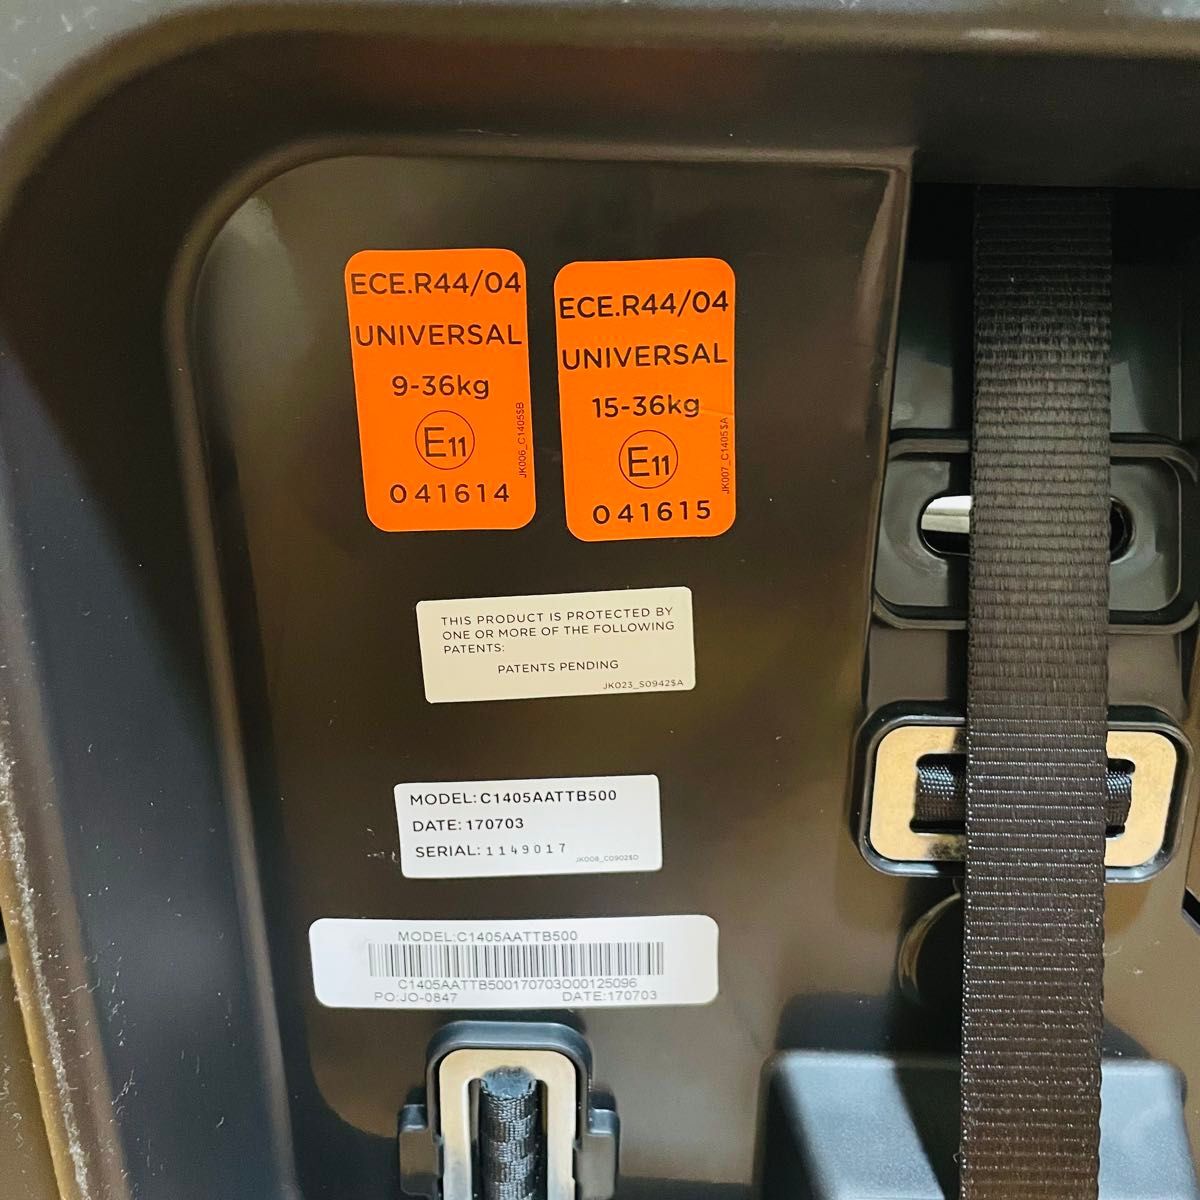 ECE.R44/04
UNIVERSAL
9-36kg
E11
041614
JK006_C1405$B
ECE.R44/04
UNIVERSAL
15-36kg
E11
041615
JK007_C1405$A
THIS PRODUCT IS PROTECTED BY
ONE OR MORE OF THE FOLLOWING
PATENTS:
PATENTS PENDING
JK023_S0942$A
MODEL: C1405AATTB500
DATE: 170703
SERIAL: 1149017
JK008_C0902$D
MODEL:C1405AATTB500
C1405AATTB500170703O00125096
PO:JO-0847 DATE:170703